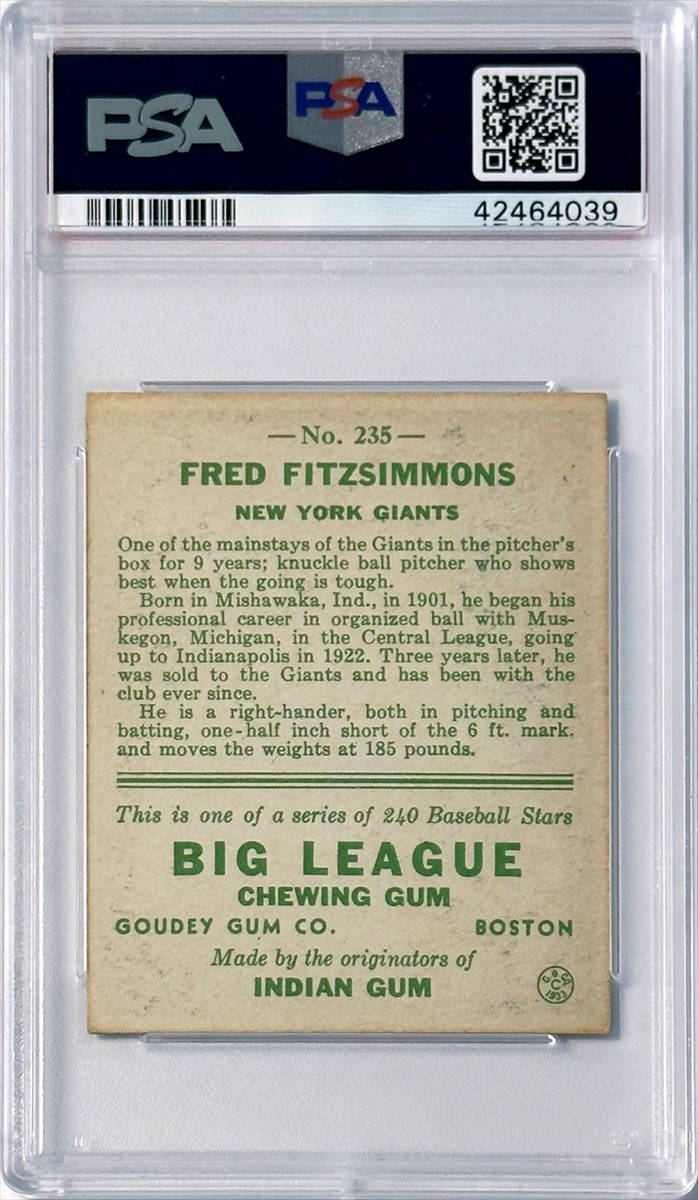 PSA
PSA
42464039
—No. 235—
FRED FITZSIMMONS
NEW YORK GIANTS
One of the mainstays of the Giants in the pitcher's
box for 9 years; knuckle ball pitcher who shows
best when the going is tough.
Born in Mishawaka, Ind., in 1901, he began his
professional career in organized ball with Mus-
kegon, Michigan, in the Central League, going
up to Indianapolis in 1922. Three years later, he
was sold to the Giants and has been with the
club ever since.
He is a right-hander, both in pitching and
batting, one-half inch short of the 6 ft. mark.
and moves the weights at 185 pounds.
This is one of a series of 240 Baseball Stars
BIG LEAGUE
CHEWING GUM
GOUDEY GUM CO. BOSTON
Made by the originators of
INDIAN GUM
G. G. CO.
C
1933